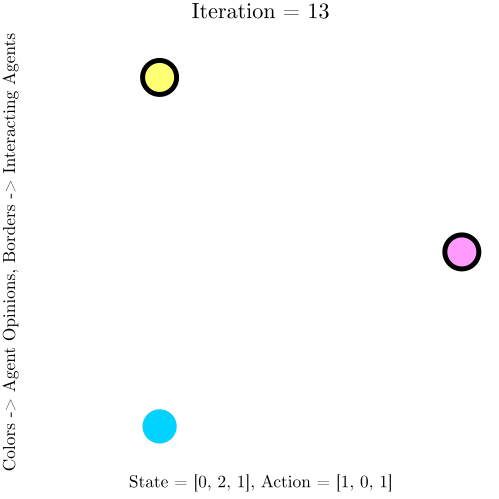 Iteration = 13
Colors -> Agent Opinions, Borders -> Interacting Agents
State = [0, 2, 1], Action = [1, 0, 1]